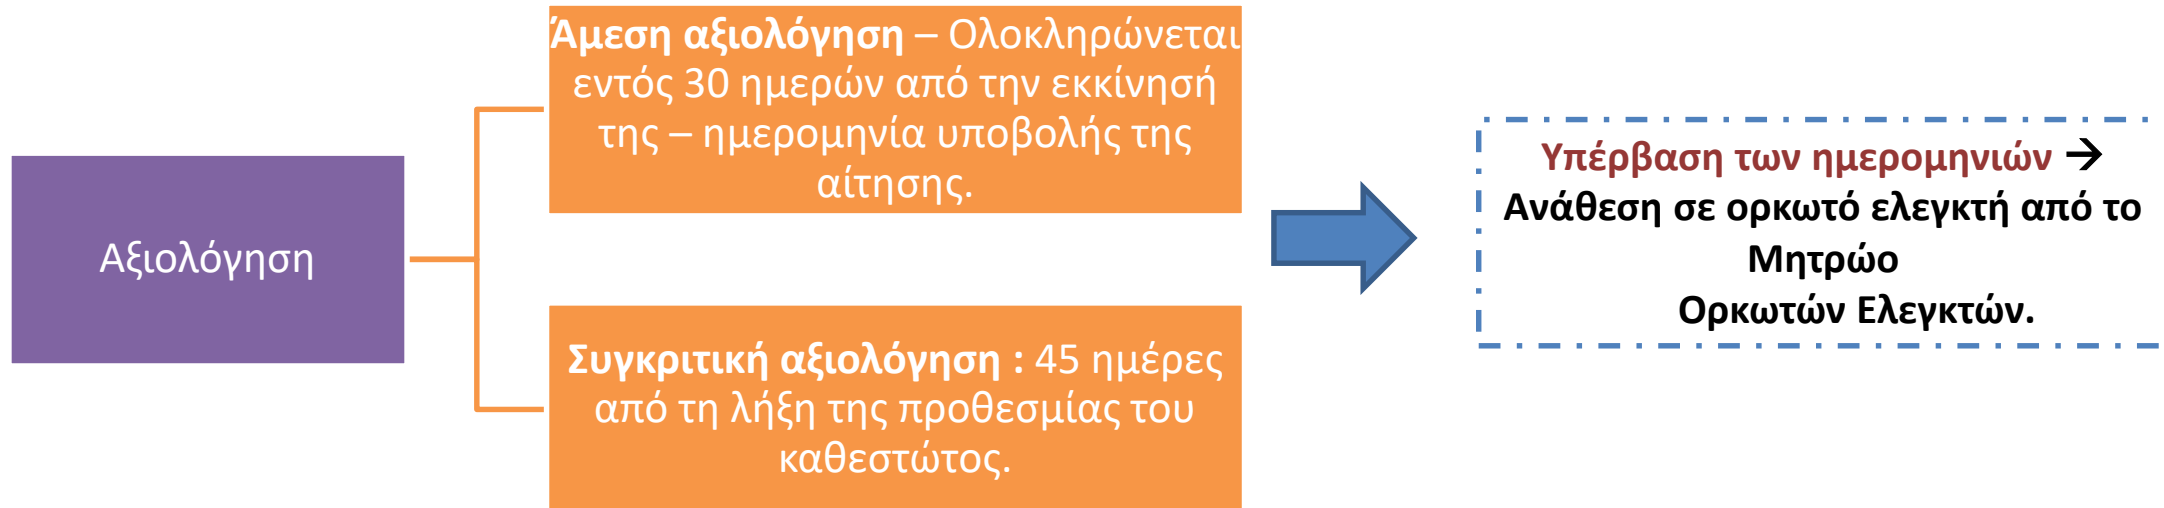 Αξιολόγηση
Άμεση αξιολόγηση – Ολοκληρώνεται
εντός 30 ημερών από την εκκίνησή
της – ημερομηνία υποβολής της
αίτησης.
Συγκριτική αξιολόγηση : 45 ημέρες
από τη λήξη της προθεσμίας του
καθεστώτος.
Υπέρβαση των ημερομηνιών →
Ανάθεση σε ορκωτό ελεγκτή από το
Μητρώο
Ορκωτών Ελεγκτών.